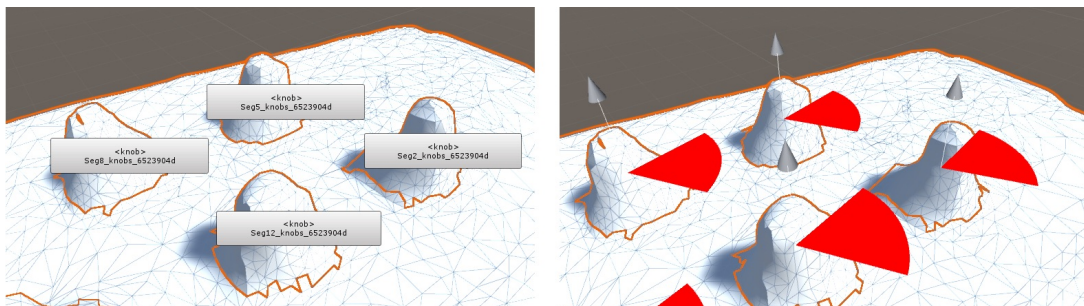 <knob>
Seg5_knobs_6523904d
<knob>
Seg8_knobs_6523904d
<knob>
Seg2_knobs_6523904d
<knob>
Seg12_knobs_6523904d